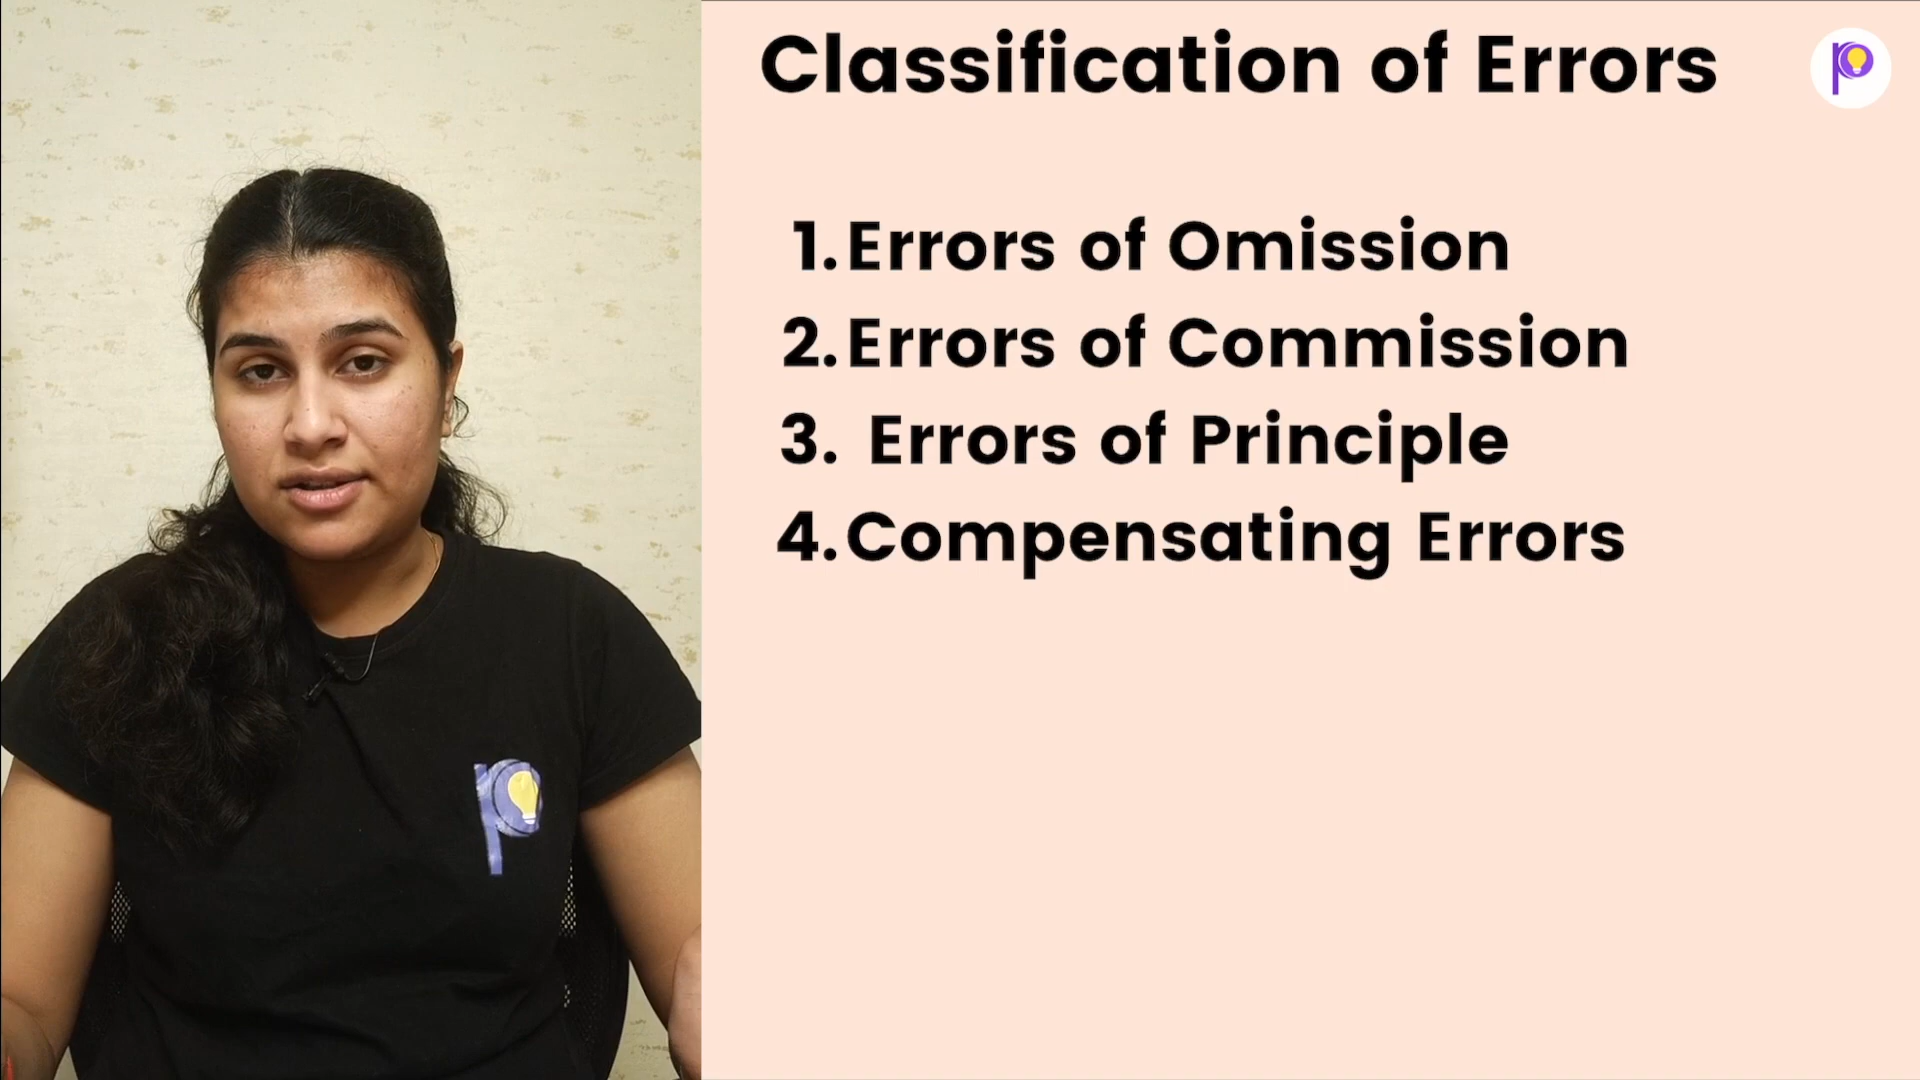 Classification of Errors
1. Errors of Omission
2. Errors of Commission
3. Errors of Principle
4. Compensating Errors